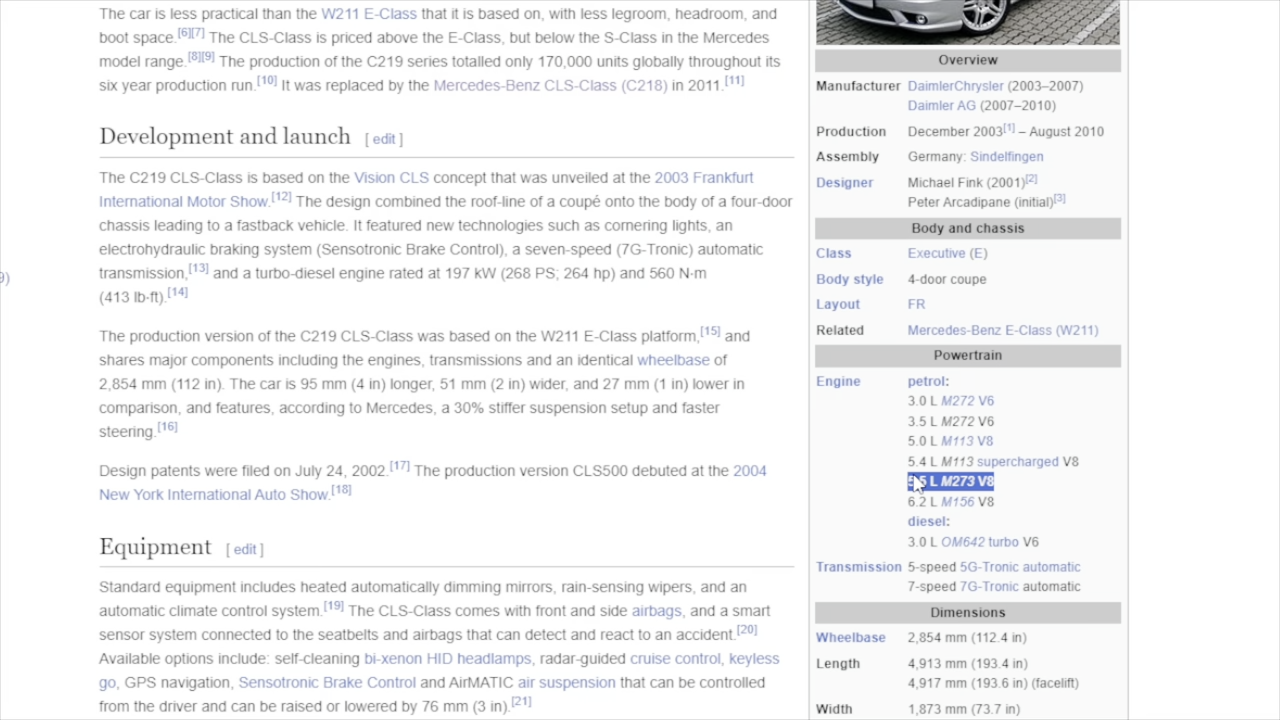 The car is less practical than the W211 E-Class that it is based on, with less legroom, headroom, and
boot space.[6][7] The CLS-Class is priced above the E-Class, but below the S-Class in the Mercedes
model range.[8][9] The production of the C219 series totalled only 170,000 units globally throughout its
six year production run.[10] It was replaced by the Mercedes-Benz CLS-Class (C218) in 2011.[11]
Development and launch [ edit ]
The C219 CLS-Class is based on the Vision CLS concept that was unveiled at the 2003 Frankfurt
International Motor Show.[12] The design combined the roof-line of a coupé onto the body of a four-door
chassis leading to a fastback vehicle. It featured new technologies such as cornering lights, an
electrohydraulic braking system (Sensotronic Brake Control), a seven-speed (7G-Tronic) automatic
transmission,[13] and a turbo-diesel engine rated at 197 kW (268 PS; 264 hp) and 560 N⋅m
(413 lb⋅ft).[14]
9)
The production version of the C219 CLS-Class was based on the W211 E-Class platform,[15] and
shares major components including the engines, transmissions and an identical wheelbase of
2,854 mm (112 in). The car is 95 mm (4 in) longer, 51 mm (2 in) wider, and 27 mm (1 in) lower in
comparison, and features, according to Mercedes, a 30% stiffer suspension setup and faster
steering.[16]
Design patents were filed on July 24, 2002.[17] The production version CLS500 debuted at the 2004
New York International Auto Show.[18]
Equipment [ edit ]
Standard equipment includes heated automatically dimming mirrors, rain-sensing wipers, and an
automatic climate control system.[19] The CLS-Class comes with front and side airbags, and a smart
sensor system connected to the seatbelts and airbags that can detect and react to an accident.[20]
Available options include: self-cleaning bi-xenon HID headlamps, radar-guided cruise control, keyless
go, GPS navigation, Sensotronic Brake Control and AirMATIC air suspension that can be controlled
from the driver and can be raised or lowered by 76 mm (3 in).[21]
Overview
Manufacturer DaimlerChrysler (2003–2007)
Daimler AG (2007–2010)
Production December 2003[1] – August 2010
Assembly Germany: Sindelfingen
Designer Michael Fink (2001)[2]
Peter Arcadipane (initial)[3]
Body and chassis
Class Executive (E)
Body style 4-door coupe
Layout FR
Related Mercedes-Benz E-Class (W211)
Powertrain
Engine petrol:
3.0 L M272 V6
3.5 L M272 V6
5.0 L M113 V8
5.4 L M113 supercharged V8
5.5 L M273 V8
6.2 L M156 V8
diesel:
3.0 L OM642 turbo V6
Transmission 5-speed 5G-Tronic automatic
7-speed 7G-Tronic automatic
Dimensions
Wheelbase 2,854 mm (112.4 in)
Length 4,913 mm (193.4 in)
4,917 mm (193.6 in) (facelift)
Width 1,873 mm (73.7 in)